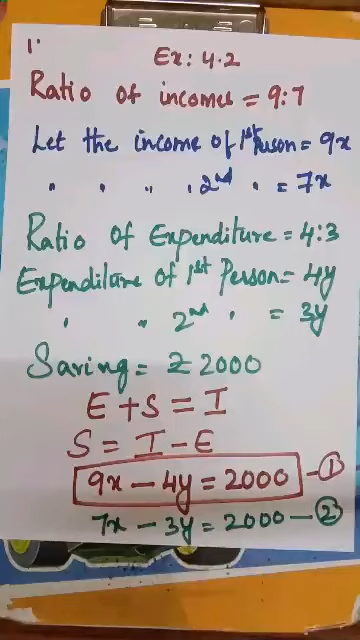 1.
Ex: 4.2
Ratio of incomes = 9:7
Let the income of 1st Person = 9x
" " " " 2nd " = 7x
Ratio of Expenditure = 4:3
Expenditure of 1st Person = 4y
" " 2nd " = 3y
Saving = ₹ 2000
E + S = I
S = I - E
9x - 4y = 2000 - ①
7x - 3y = 2000 - ②